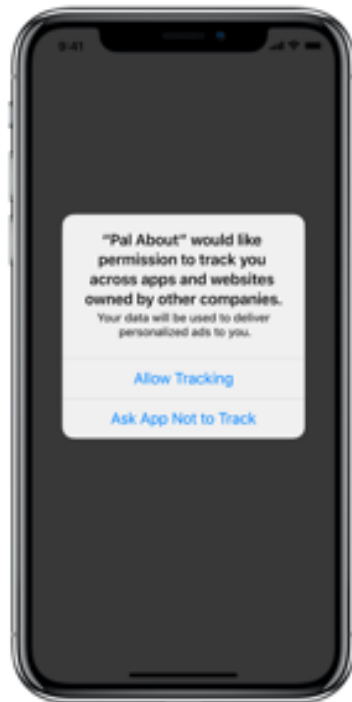 9:41
"Pal About" would like
permission to track you
across apps and websites
owned by other companies.
Your data will be used to deliver
personalized ads to you.
Allow Tracking
Ask App Not to Track